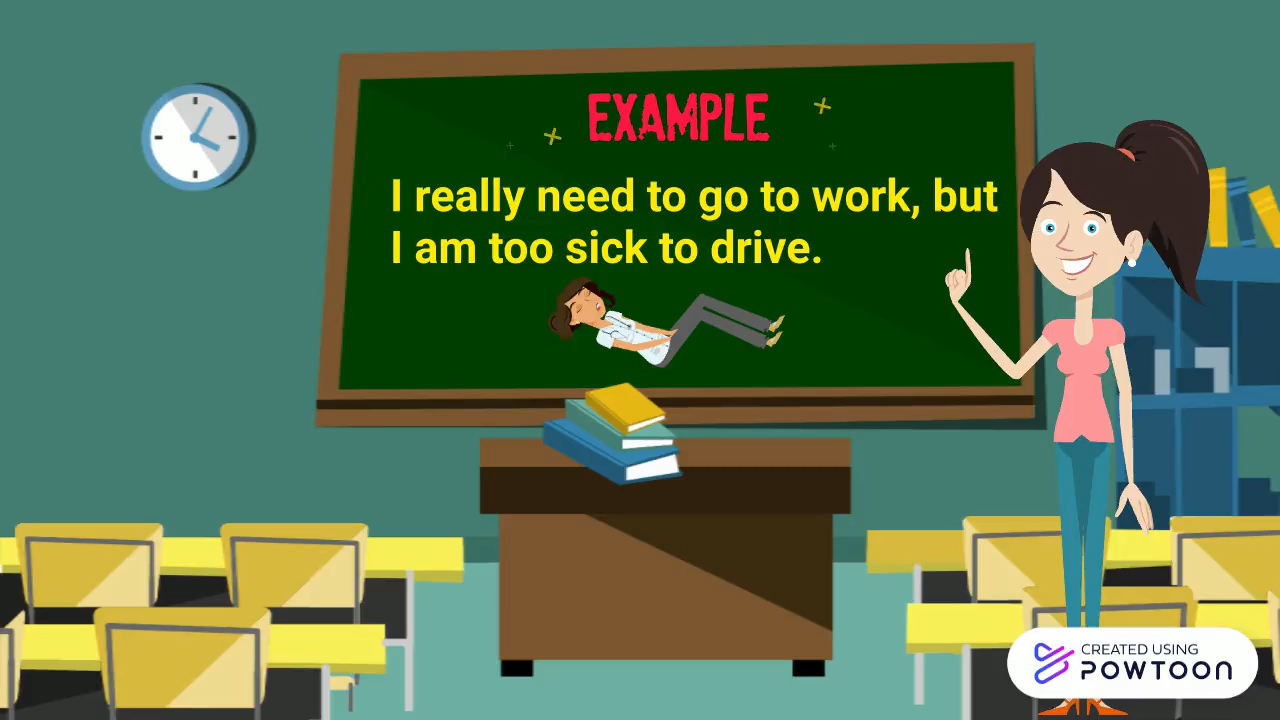 EXAMPLE
I really need to go to work, but
I am too sick to drive.
CREATED USING
POWTOON